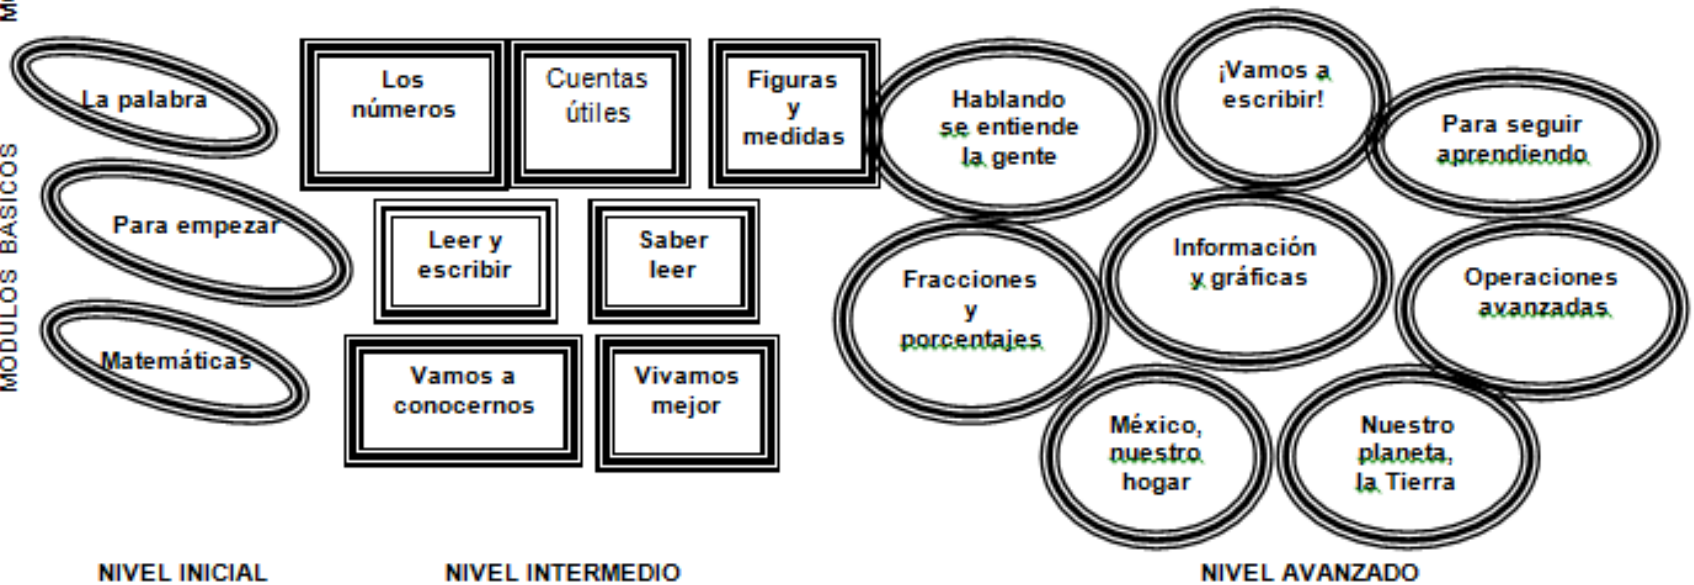 MÓDULOS BÁSICOS
La palabra
Para empezar
Matemáticas
NIVEL INICIAL
Los
números
Cuentas
útiles
Figuras
y
medidas
Leer y
escribir
Saber
leer
Vamos a
conocernos
Vivamos
mejor
NIVEL INTERMEDIO
Hablando
se entiende
la gente
¡Vamos a
escribir!
Para seguir
aprendiendo
Fracciones
y
porcentajes
Información
y gráficas
Operaciones
avanzadas
México,
nuestro
hogar
Nuestro
planeta,
la Tierra
NIVEL AVANZADO